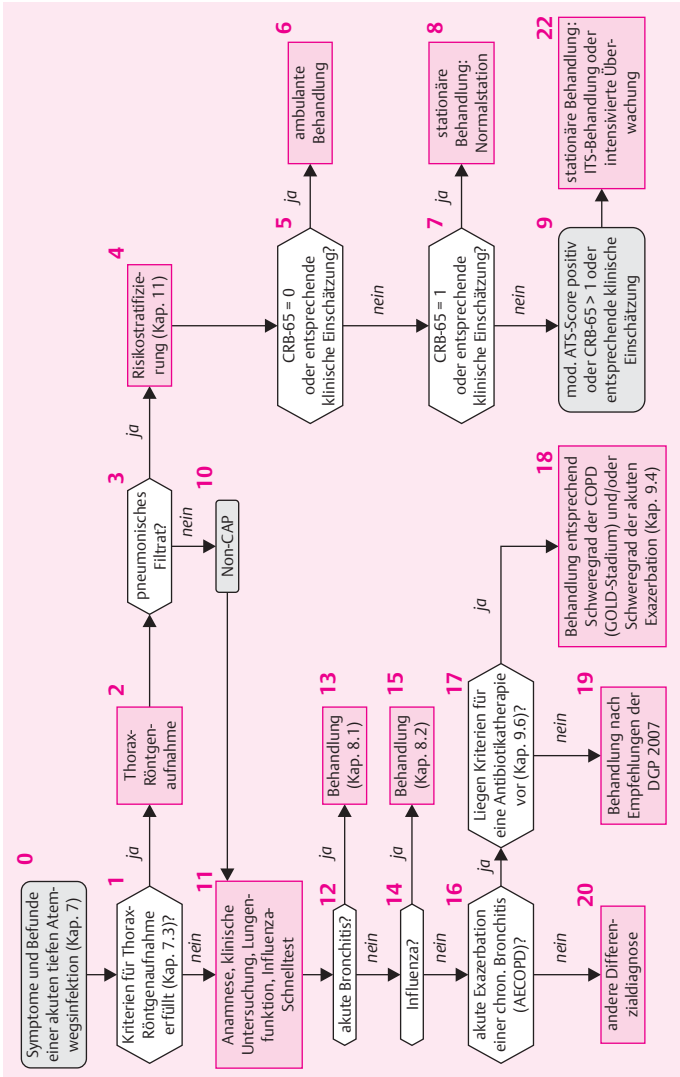 0
Symptome und Befunde
einer akuten tiefen Atem-
wegsinfektion (Kap. 7)
1
Kriterien für Thorax-
Röntgenaufnahme
erfüllt (Kap. 7.3)?
ja
nein
2
Thorax-
Röntgen-
aufnahme
3
pneumonisches
Filtrat?
ja
nein
4
Risikostratifizie-
rung (Kap. 11)
5
CRB-65 = 0
oder entsprechende
klinische Einschätzung?
ja
nein
6
ambulante
Behandlung
7
CRB-65 = 1
oder entsprechende
klinische Einschätzung?
ja
nein
8
stationäre
Behandlung:
Normalstation
9
mod. ATS-Score positiv
oder CRB-65 > 1 oder
entsprechende klinische
Einschätzung
22
stationäre Behandlung:
ITS-Behandlung oder
intensivierte Über-
wachung
10
Non-CAP
11
Anamnese, klinische
Untersuchung, Lungen-
funktion, Influenza-
Schnelltest
12
akute Bronchitis?
ja
nein
13
Behandlung
(Kap. 8.1)
14
Influenza?
ja
nein
15
Behandlung
(Kap. 8.2)
16
akute Exazerbation
einer chron. Bronchitis
(AECOPD))?
ja
nein
17
Liegen Kriterien für
eine Antibiotikatherapie
vor (Kap. 9.6)?
ja
nein
18
Behandlung entsprechend
Schweregrad der COPD
(GOLD-Stadium) und/oder
Schweregrad der akuten
Exazerbation (Kap. 9.4)
19
Behandlung nach
Empfehlungen der
DGP 2007
20
andere Differen-
zialdiagnose